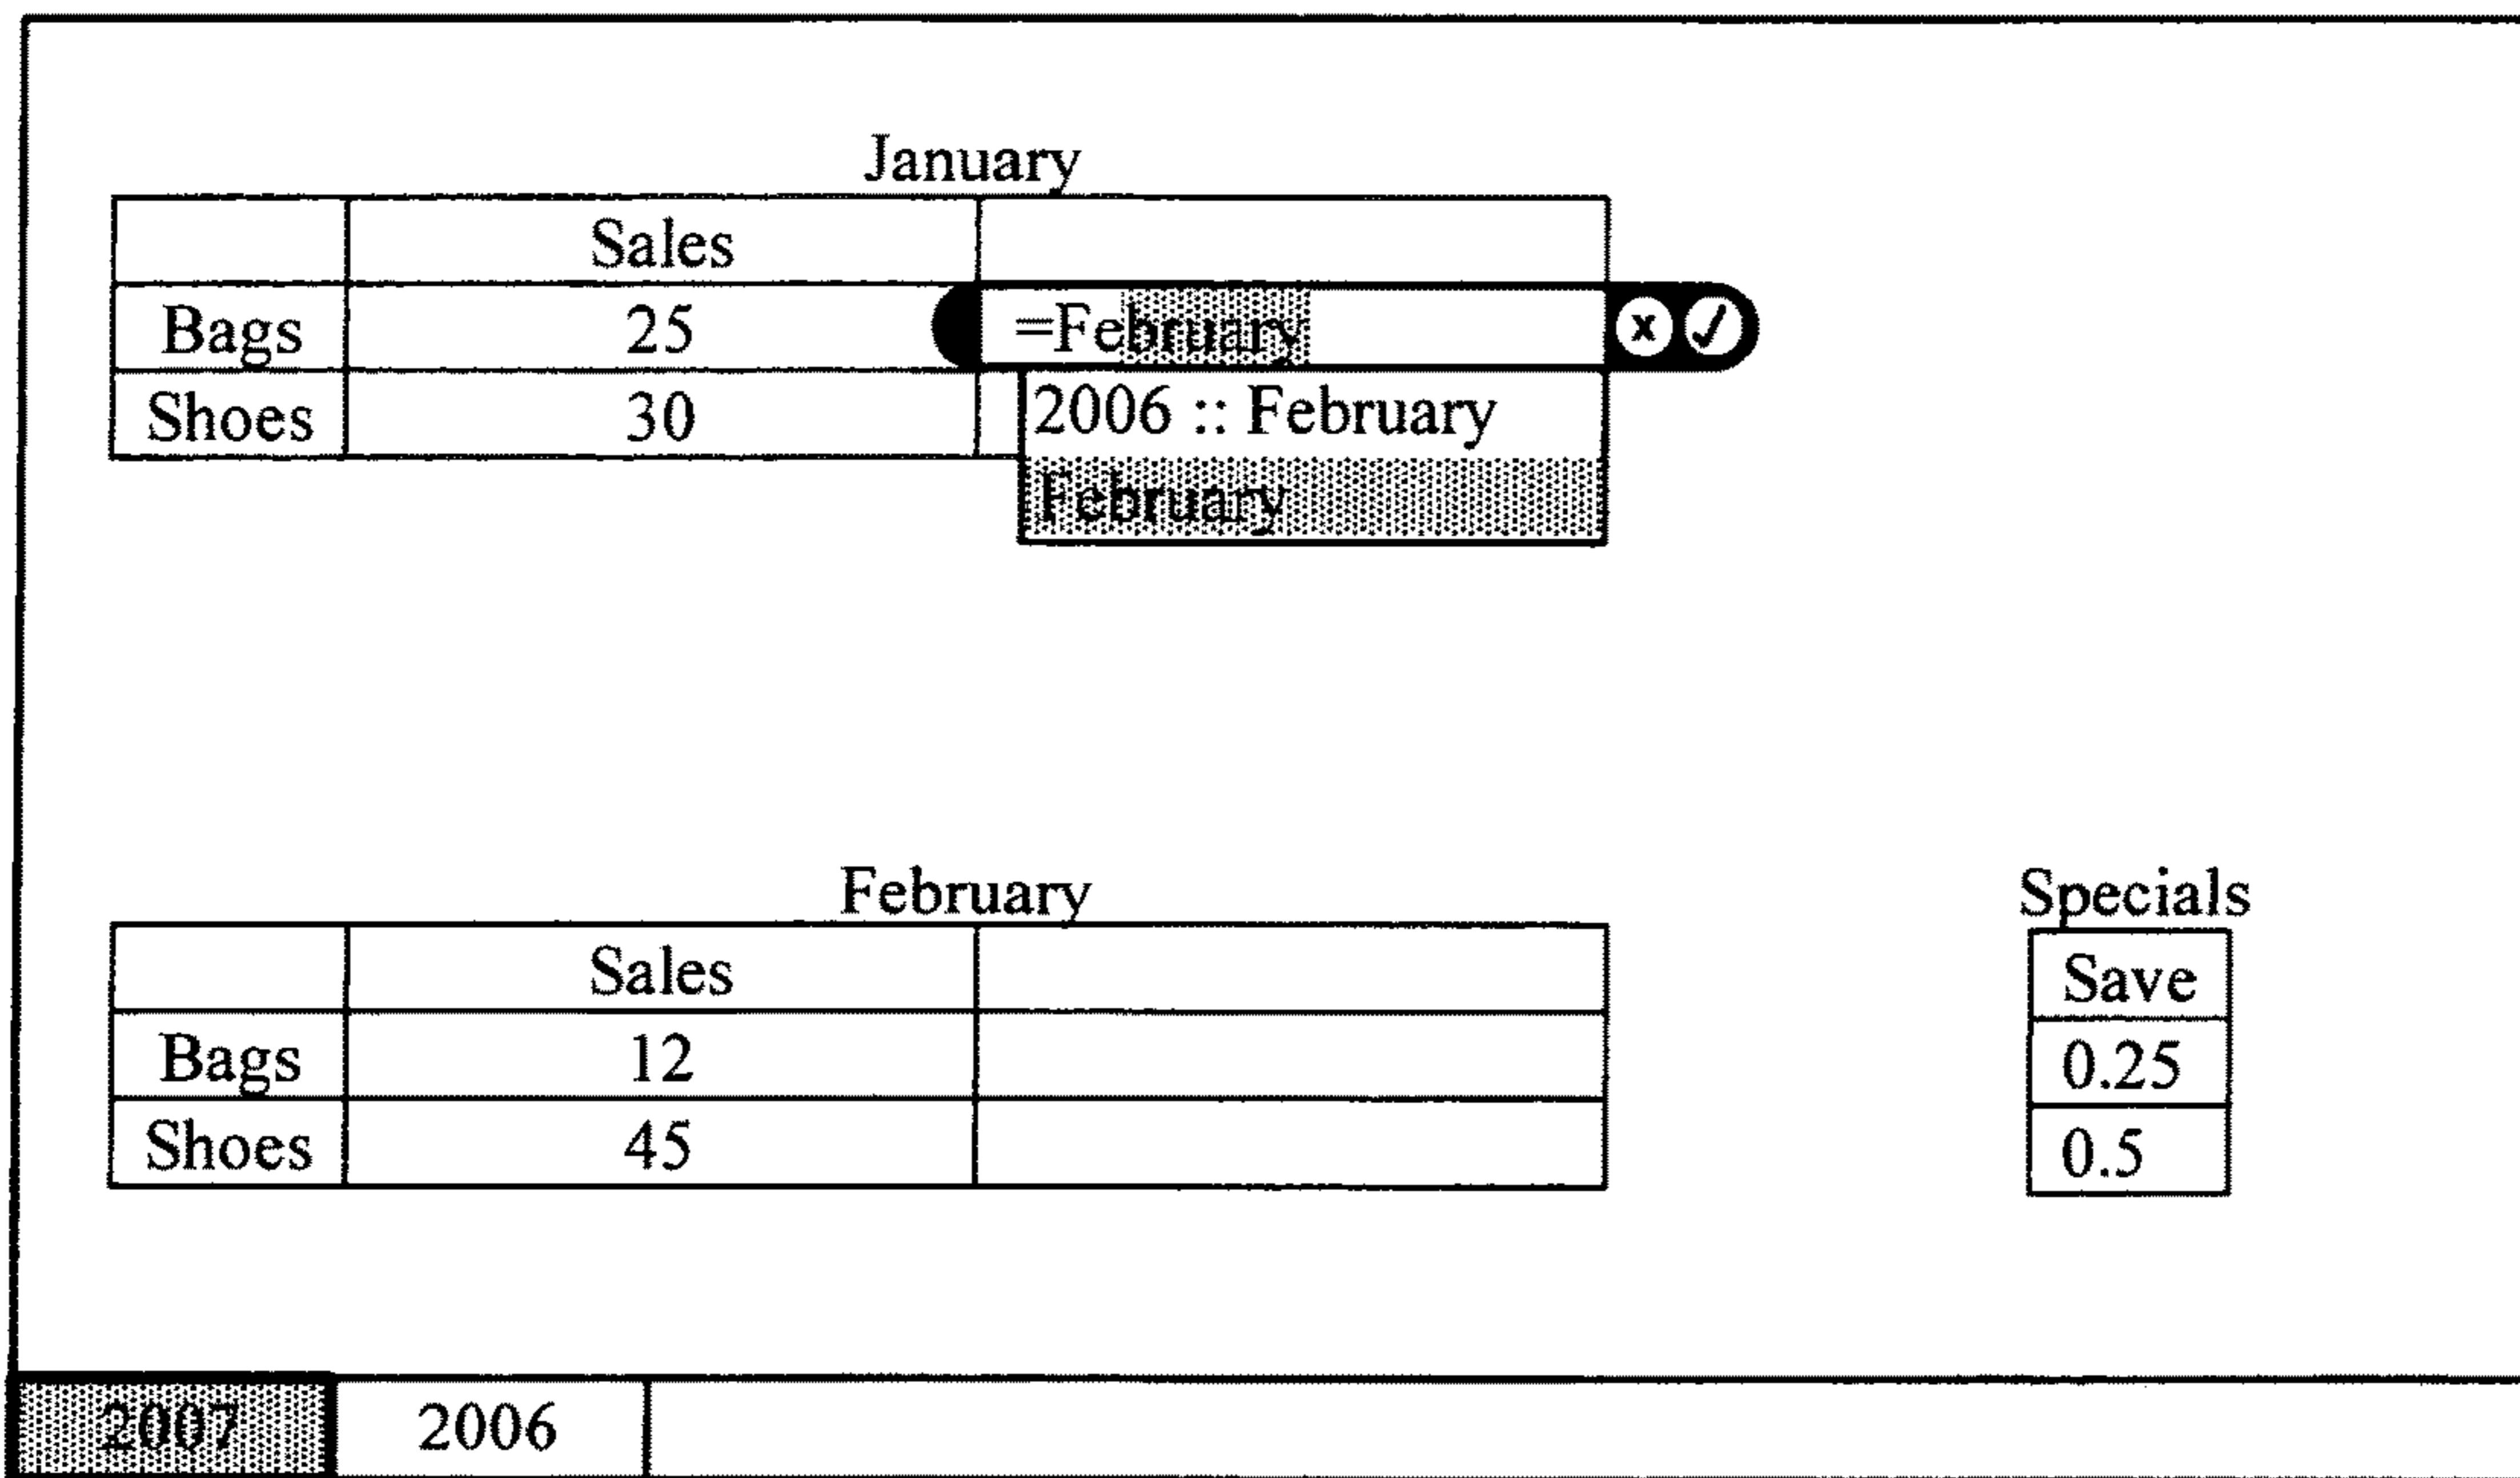 January
Sales
Bags 25 =February x ✓
Shoes 30 2006 :: February
February
February
Sales
Bags 12
Shoes 45
Specials
Save
0.25
0.5
2007 2006